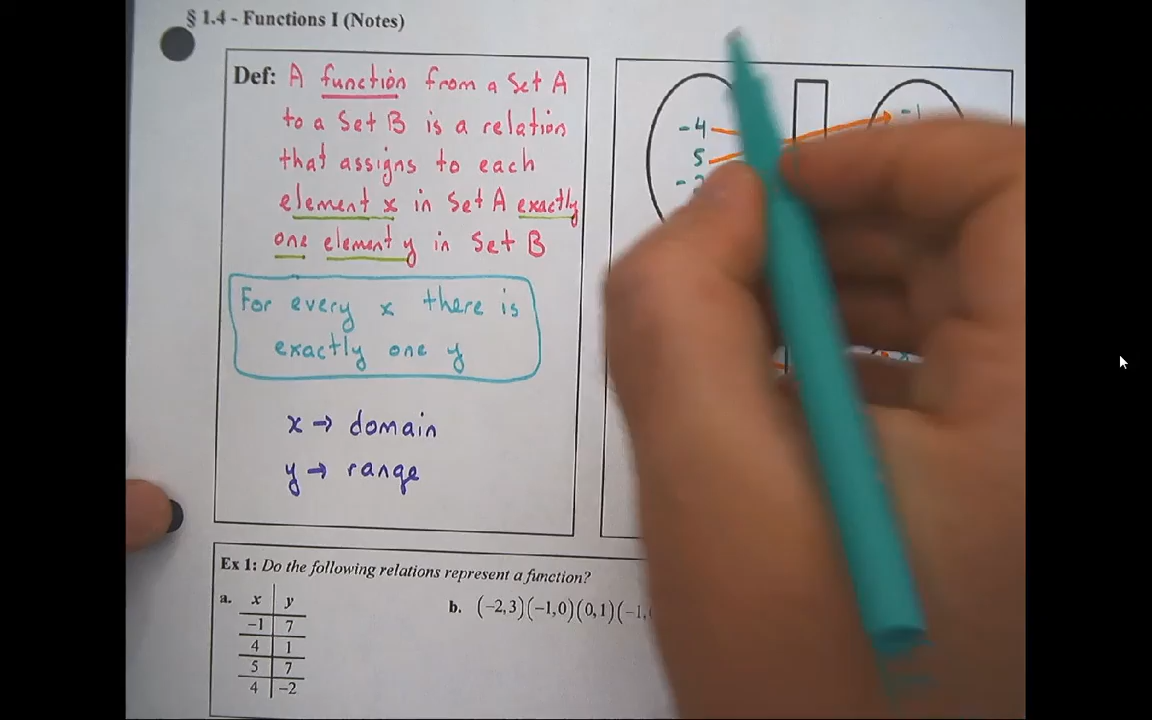 § 1.4 - Functions I (Notes)
Def: A function from a Set A
to a Set B is a relation
that assigns to each
element x in Set A exactly
one element y in Set B
For every x there is
exactly one y
x → domain
y → range
-4
5
-1
Ex 1: Do the following relations represent a function?
a. x y
-1 7
4 1
5 7
4 -2
b. (-2,3)(-1,0)(0,1)(-1,